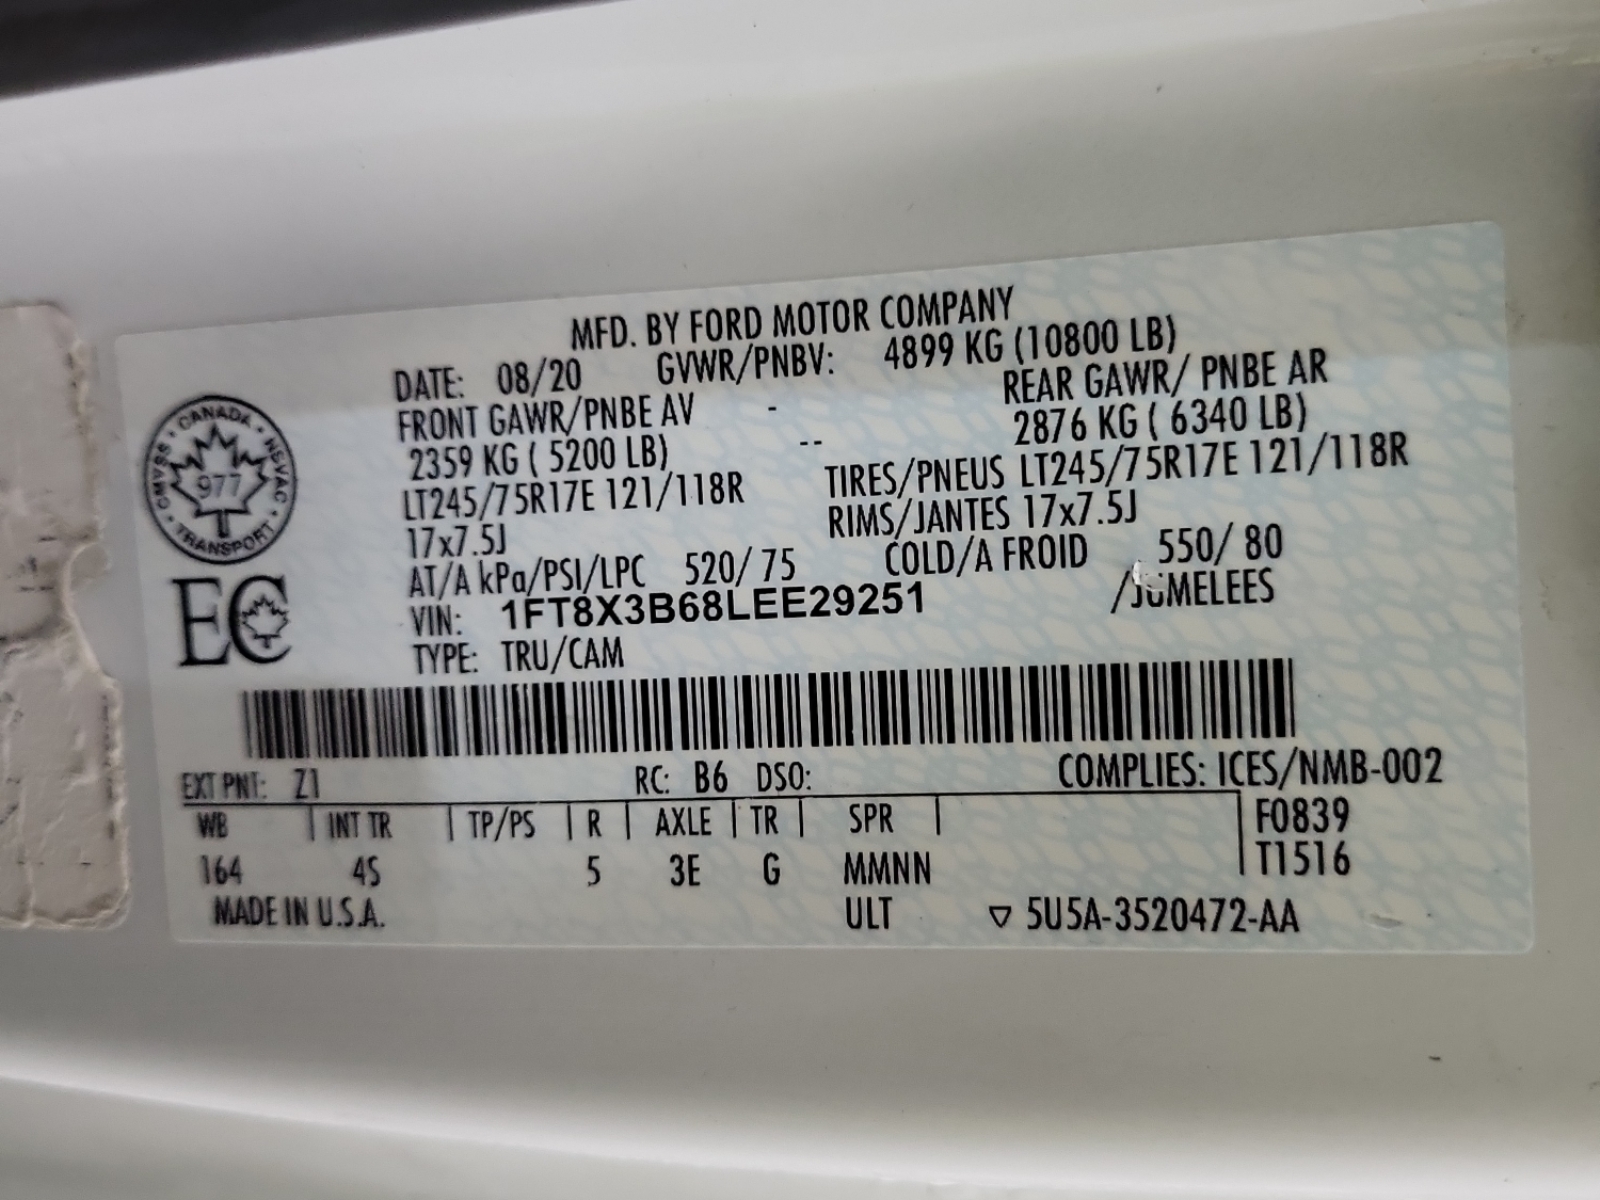 MFD. BY FORD MOTOR COMPANY
DATE: 08/20 GVWR/PNBV: 4899 KG (10800 LB)
FRONT GAWR/PNBE AV - REAR GAWR/ PNBE AR
2359 KG ( 5200 LB) -- 2876 KG ( 6340 LB)
LT245/75R17E 121/118R TIRES/PNEUS LT245/75R17E 121/118R
17x7.5J RIMS/JANTES 17x7.5J
AT/A kPa/PSI/LPC 520/ 75 COLD/A FROID 550/ 80
VIN: 1FT8X3B68LEE29251 /JUMELEES
TYPE: TRU/CAM
CANADA • NSVAC • TRANSPORT • CMVSS •
977
EC
EXT PNT: Z1 RC: B6 DSO: COMPLIES: ICES/NMB-002
WB | INT TR | TP/PS | R | AXLE | TR | SPR | F0839
164 4S 5 3E G MMNN T1516
MADE IN U.S.A. ULT ▽ 5U5A-3520472-AA